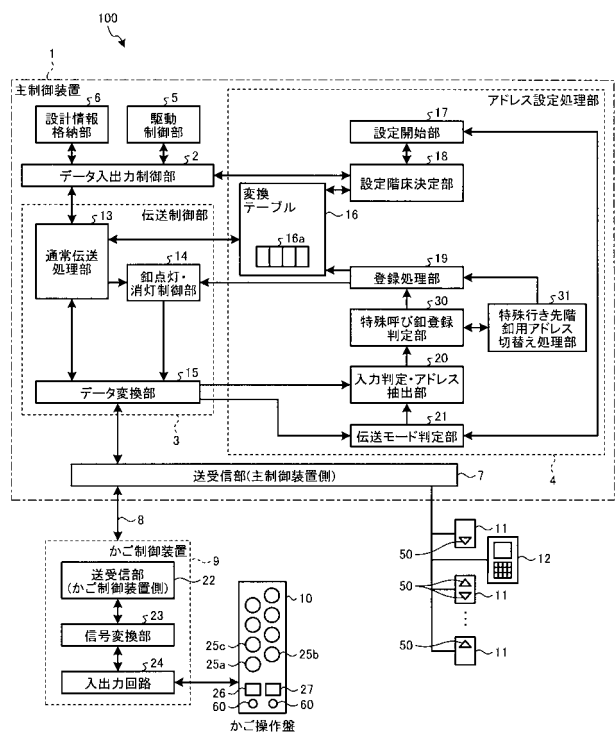 100
1
主制御装置
6
設計情報
格納部
5
駆動
制御部
2
データ入出力制御部
アドレス設定処理部
17
設定開始部
18
設定階床決定部
変換
テーブル
16
16a
伝送制御部
13
通常伝送
処理部
14
釦点灯・
消灯制御部
19
登録処理部
30
特殊呼び釦登録
判定部
31
特殊行き先階
釦用アドレス
切替え処理部
20
入力判定・アドレス
抽出部
15
データ変換部
3
21
伝送モード判定部
4
送受信部(主制御装置側)
7
8
かご制御装置
9
送受信部
(かご制御装置側)
22
23
信号変換部
24
入出力回路
10
25c
25a
25b
26
27
60
60
かご操作盤
50
11
12
50
11
50
11